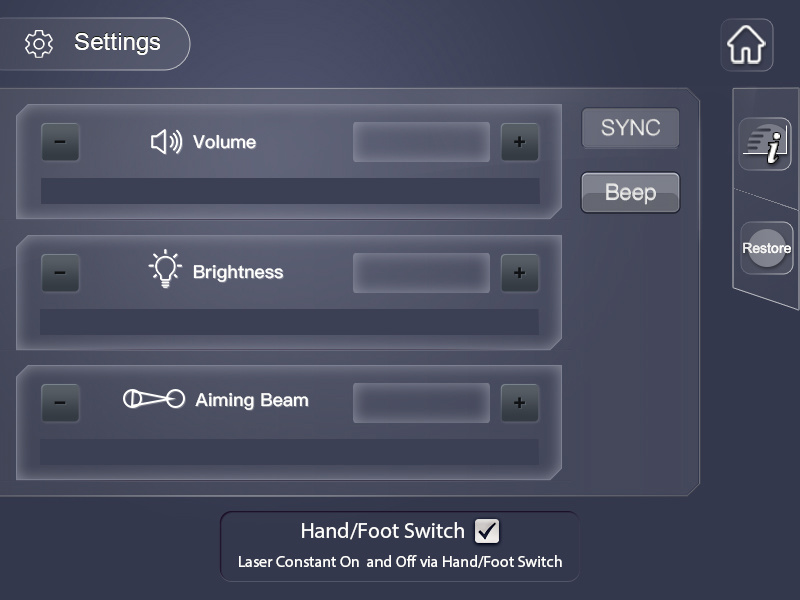 Settings
- Volume +
SYNC
Beep
- Brightness +
- Aiming Beam +
i
Restore
Hand/Foot Switch
Laser Constant On and Off via Hand/Foot Switch